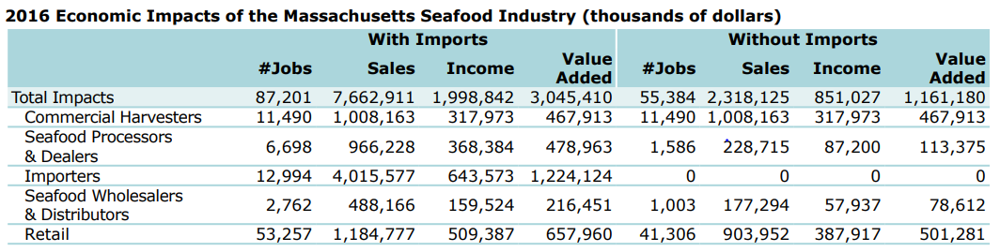 2016 Economic Impacts of the Massachusetts Seafood Industry (thousands of dollars)
With Imports Without Imports
#Jobs Sales Income Value Added #Jobs Sales Income Value Added
Total Impacts 87,201 7,662,911 1,998,842 3,045,410 55,384 2,318,125 851,027 1,161,180
Commercial Harvesters 11,490 1,008,163 317,973 467,913 11,490 1,008,163 317,973 467,913
Seafood Processors & Dealers 6,698 966,228 368,384 478,963 1,586 228,715 87,200 113,375
Importers 12,994 4,015,577 643,573 1,224,124 0 0 0 0
Seafood Wholesalers & Distributors 2,762 488,166 159,524 216,451 1,003 177,294 57,937 78,612
Retail 53,257 1,184,777 509,387 657,960 41,306 903,952 387,917 501,281